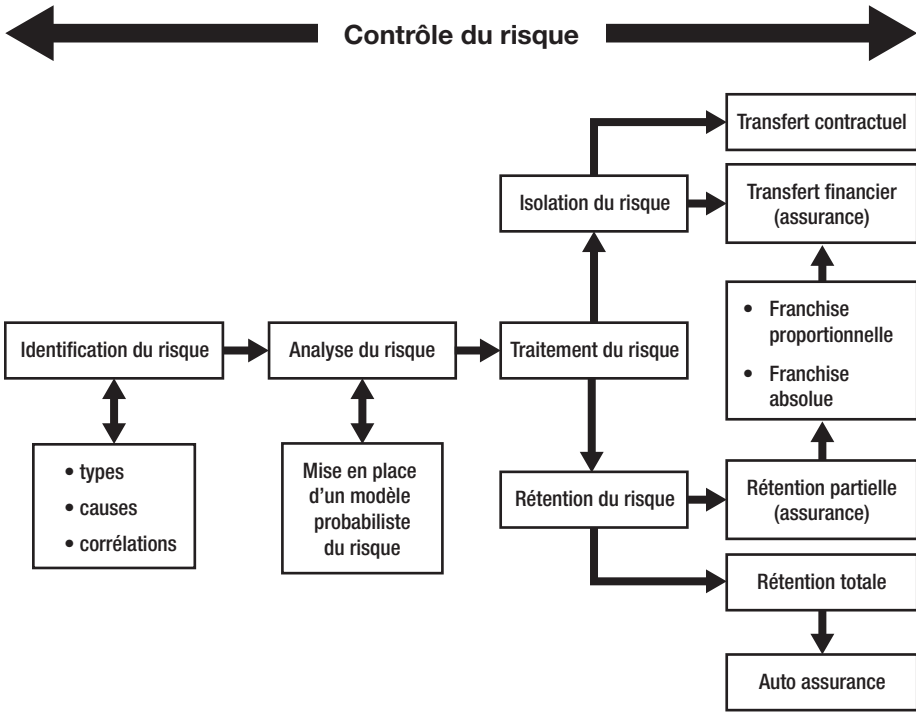 Contrôle du risque
Transfert contractuel
Isolation du risque
Transfert financier
(assurance)
• Franchise
proportionnelle
• Franchise
absolue
Identification du risque
Analyse du risque
Traitement du risque
• types
• causes
• corrélations
Mise en place
d’un modèle
probabiliste
du risque
Rétention du risque
Rétention partielle
(assurance)
Rétention totale
Auto assurance